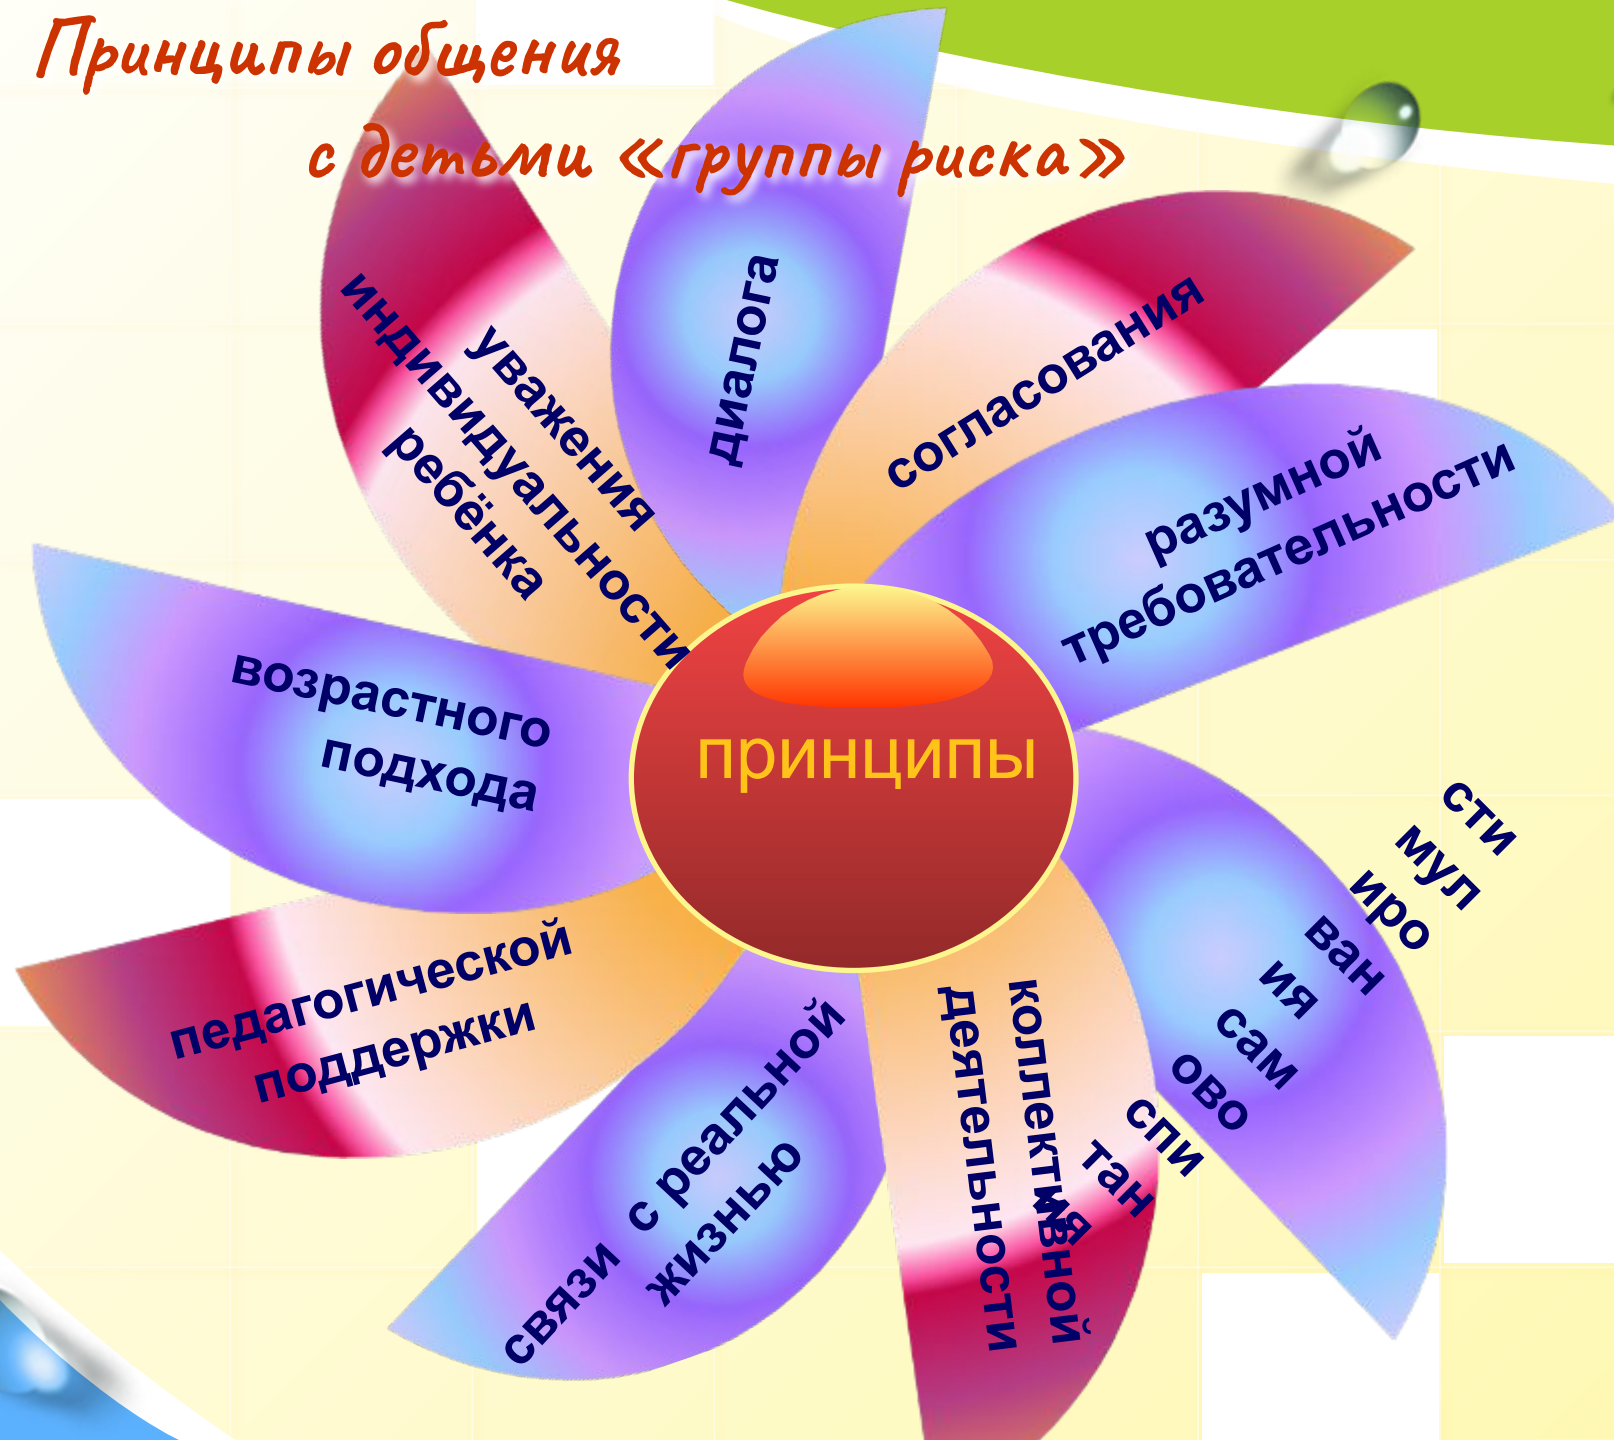 Принципы общения
с детьми «группы риска»
диалога
согласования
разумной
требовательности
сти
мул
иро
ван
ия
сам
ово
спи
тан
ия
коллективной
деятельности
связи с реальной
жизнью
педагогической
поддержки
возрастного
подхода
уважения
индивидуальности
ребёнка
принципы